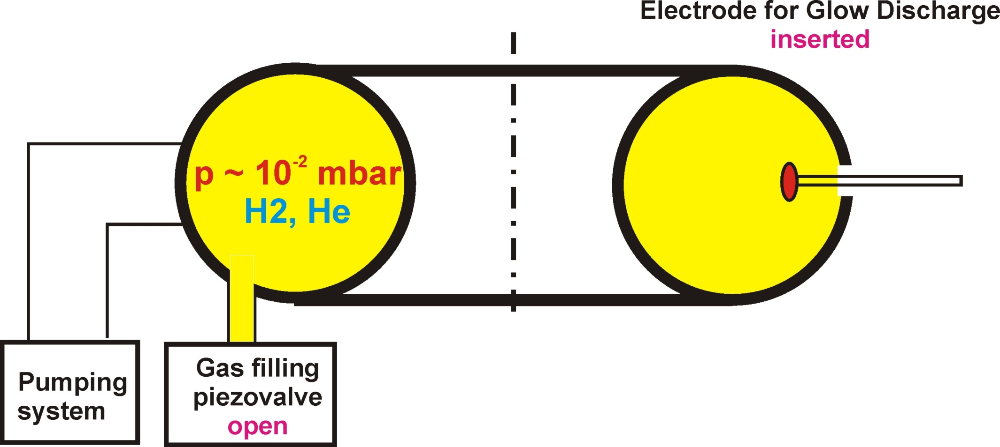 Electrode for Glow Discharge
inserted
p ~ 10⁻² mbar
H2, He
Pumping
system
Gas filling
piezovalve
open